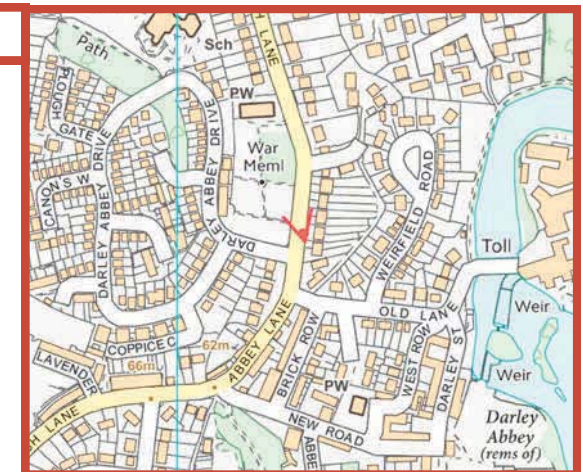 Path
Sch
H LANE
PLOUGH
GATE
PW
War
Meml
CANONS W
DARLEY ABBEY DRIVE
DARLEY ABBEY DRIVE
DARLEY
WEIRFIELD ROAD
Toll
OLD LANE
Weir
COPPICE C
62m
66m
LAVENDER
ABBEY LANE
BRICK ROW
WEST ROW
DARLEY ST
Weir
PW
H LANE
NEW ROAD
ABBE
Darley
Abbey
(rems of)